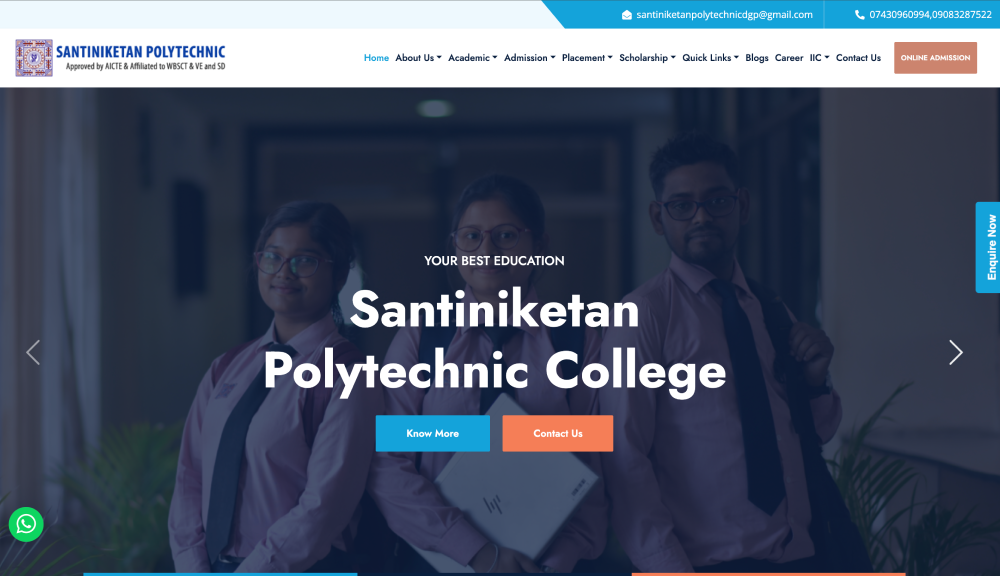 santiniketanpolytechnicdgp@gmail.com
07430960994,09083287522
SANTINIKETAN POLYTECHNIC
Approved by AICTE & Affiliated to WBSCT & VE and SD
Home About Us Academic Admission Placement Scholarship Quick Links Blogs Career IIC Contact Us
ONLINE ADMISSION
Enquire Now
YOUR BEST EDUCATION
Santiniketan
Polytechnic College
Know More
Contact Us
hp